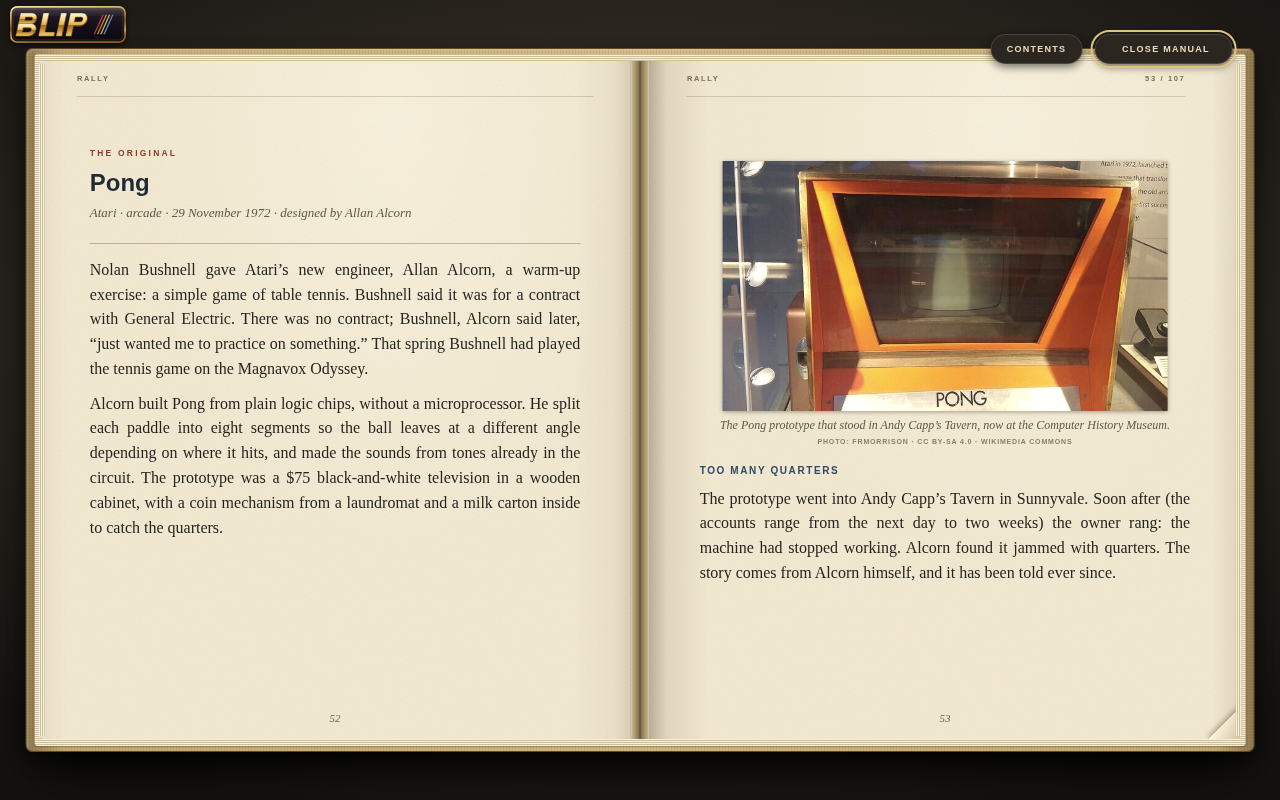 BLIP
CONTENTS
CLOSE MANUAL
RALLY
THE ORIGINAL
Pong
Atari · arcade · 29 November 1972 · designed by Allan Alcorn
Nolan Bushnell gave Atari’s new engineer, Allan Alcorn, a warm-up
exercise: a simple game of table tennis. Bushnell said it was for a contract
with General Electric. There was no contract; Bushnell, Alcorn said later,
“just wanted me to practice on something.” That spring Bushnell had played
the tennis game on the Magnavox Odyssey.
Alcorn built Pong from plain logic chips, without a microprocessor. He split
each paddle into eight segments so the ball leaves at a different angle
depending on where it hits, and made the sounds from tones already in the
circuit. The prototype was a $75 black-and-white television in a wooden
cabinet, with a coin mechanism from a laundromat and a milk carton inside
to catch the quarters.
52
RALLY
53 / 107
Atari in 1972, launched t
that transfor
the old arc
first succes
PONG
The Pong prototype that stood in Andy Capp’s Tavern, now at the Computer History Museum.
PHOTO: FRMORRISON · CC BY-SA 4.0 · WIKIMEDIA COMMONS
TOO MANY QUARTERS
The prototype went into Andy Capp’s Tavern in Sunnyvale. Soon after (the
accounts range from the next day to two weeks) the owner rang: the
machine had stopped working. Alcorn found it jammed with quarters. The
story comes from Alcorn himself, and it has been told ever since.
53